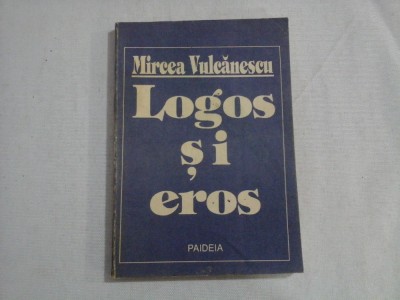 Mircea Vulcănescu
Logos
și
eros
PAIDEIA